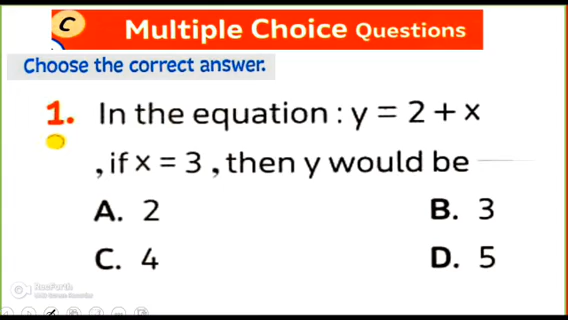 C
Multiple Choice Questions
Choose the correct answer.
1. In the equation : y = 2 + x
, if x = 3 , then y would be
A. 2
B. 3
C. 4
D. 5